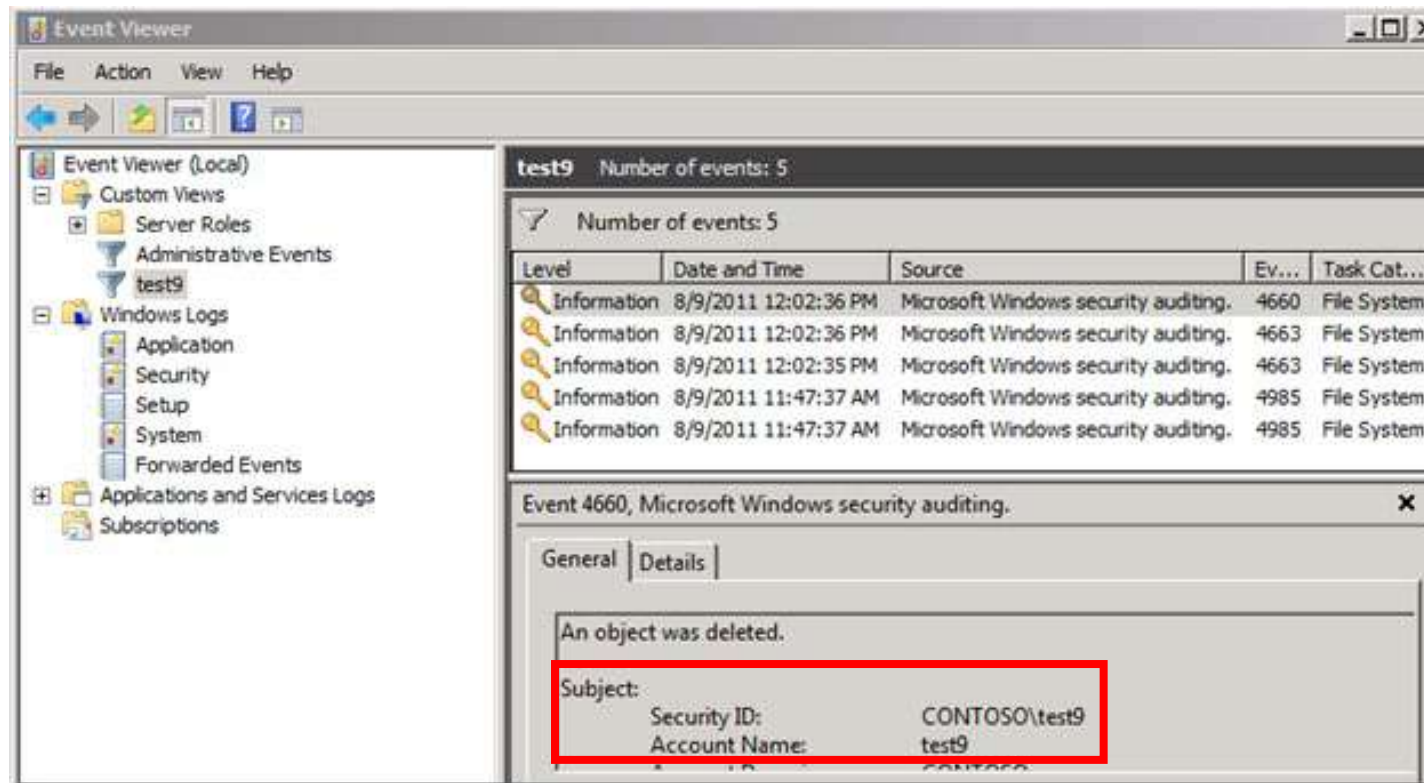 Event Viewer
File Action View Help
Event Viewer (Local)
Custom Views
Server Roles
Administrative Events
test9
Windows Logs
Application
Security
Setup
System
Forwarded Events
Applications and Services Logs
Subscriptions
test9 Number of events: 5
Number of events: 5
Level Date and Time Source Ev... Task Cat...
Information 8/9/2011 12:02:36 PM Microsoft Windows security auditing. 4660 File System
Information 8/9/2011 12:02:36 PM Microsoft Windows security auditing. 4663 File System
Information 8/9/2011 12:02:35 PM Microsoft Windows security auditing. 4663 File System
Information 8/9/2011 11:47:37 AM Microsoft Windows security auditing. 4985 File System
Information 8/9/2011 11:47:37 AM Microsoft Windows security auditing. 4985 File System
Event 4660, Microsoft Windows security auditing.
General Details
An object was deleted.
Subject:
Security ID: CONTOSO\test9
Account Name: test9